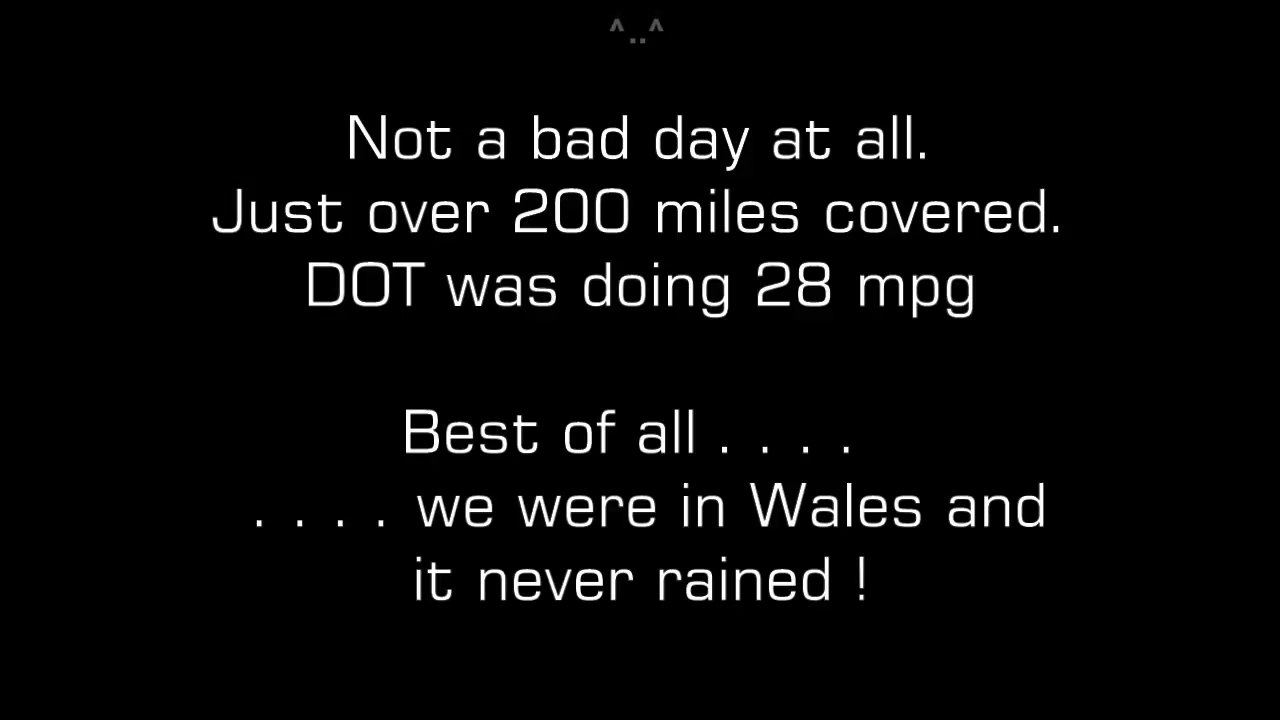 ^..^
Not a bad day at all.
Just over 200 miles covered.
DOT was doing 28 mpg
Best of all . . . .
. . . . we were in Wales and
it never rained !